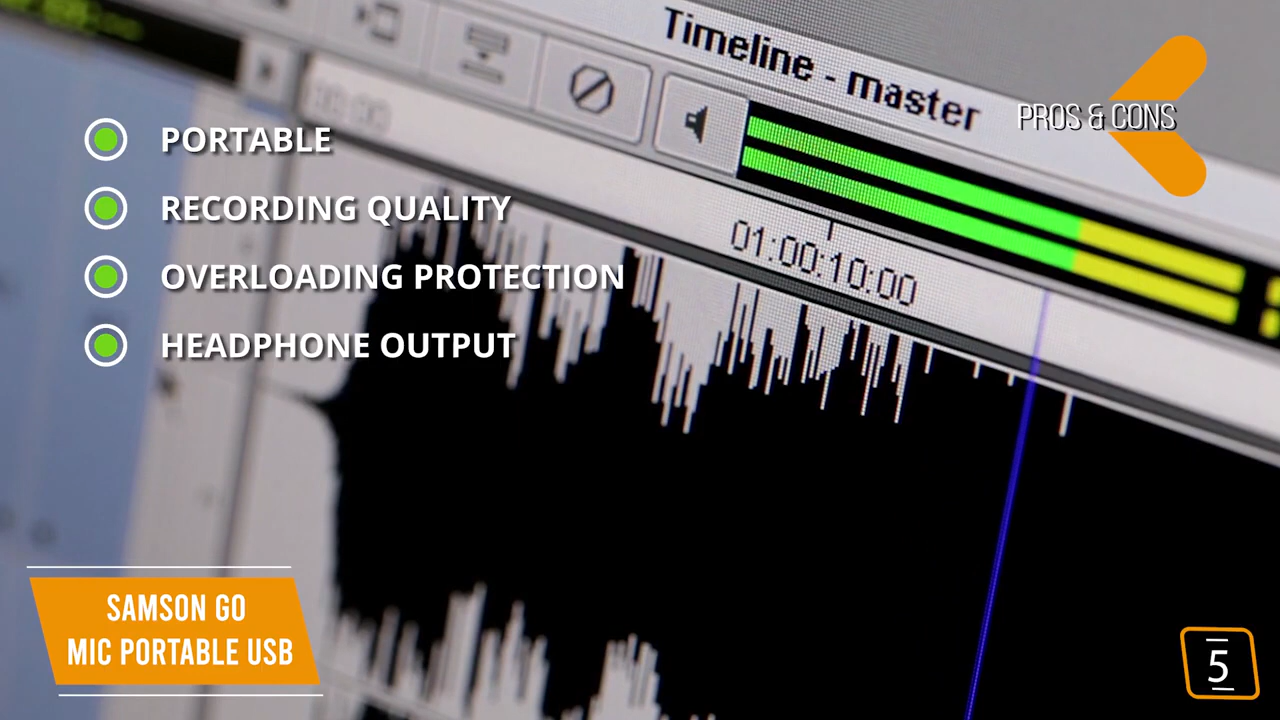 Timeline - master
PROS & CONS
PORTABLE
RECORDING QUALITY
01:00:10:00
OVERLOADING PROTECTION
HEADPHONE OUTPUT
SAMSON GO
MIC PORTABLE USB
5